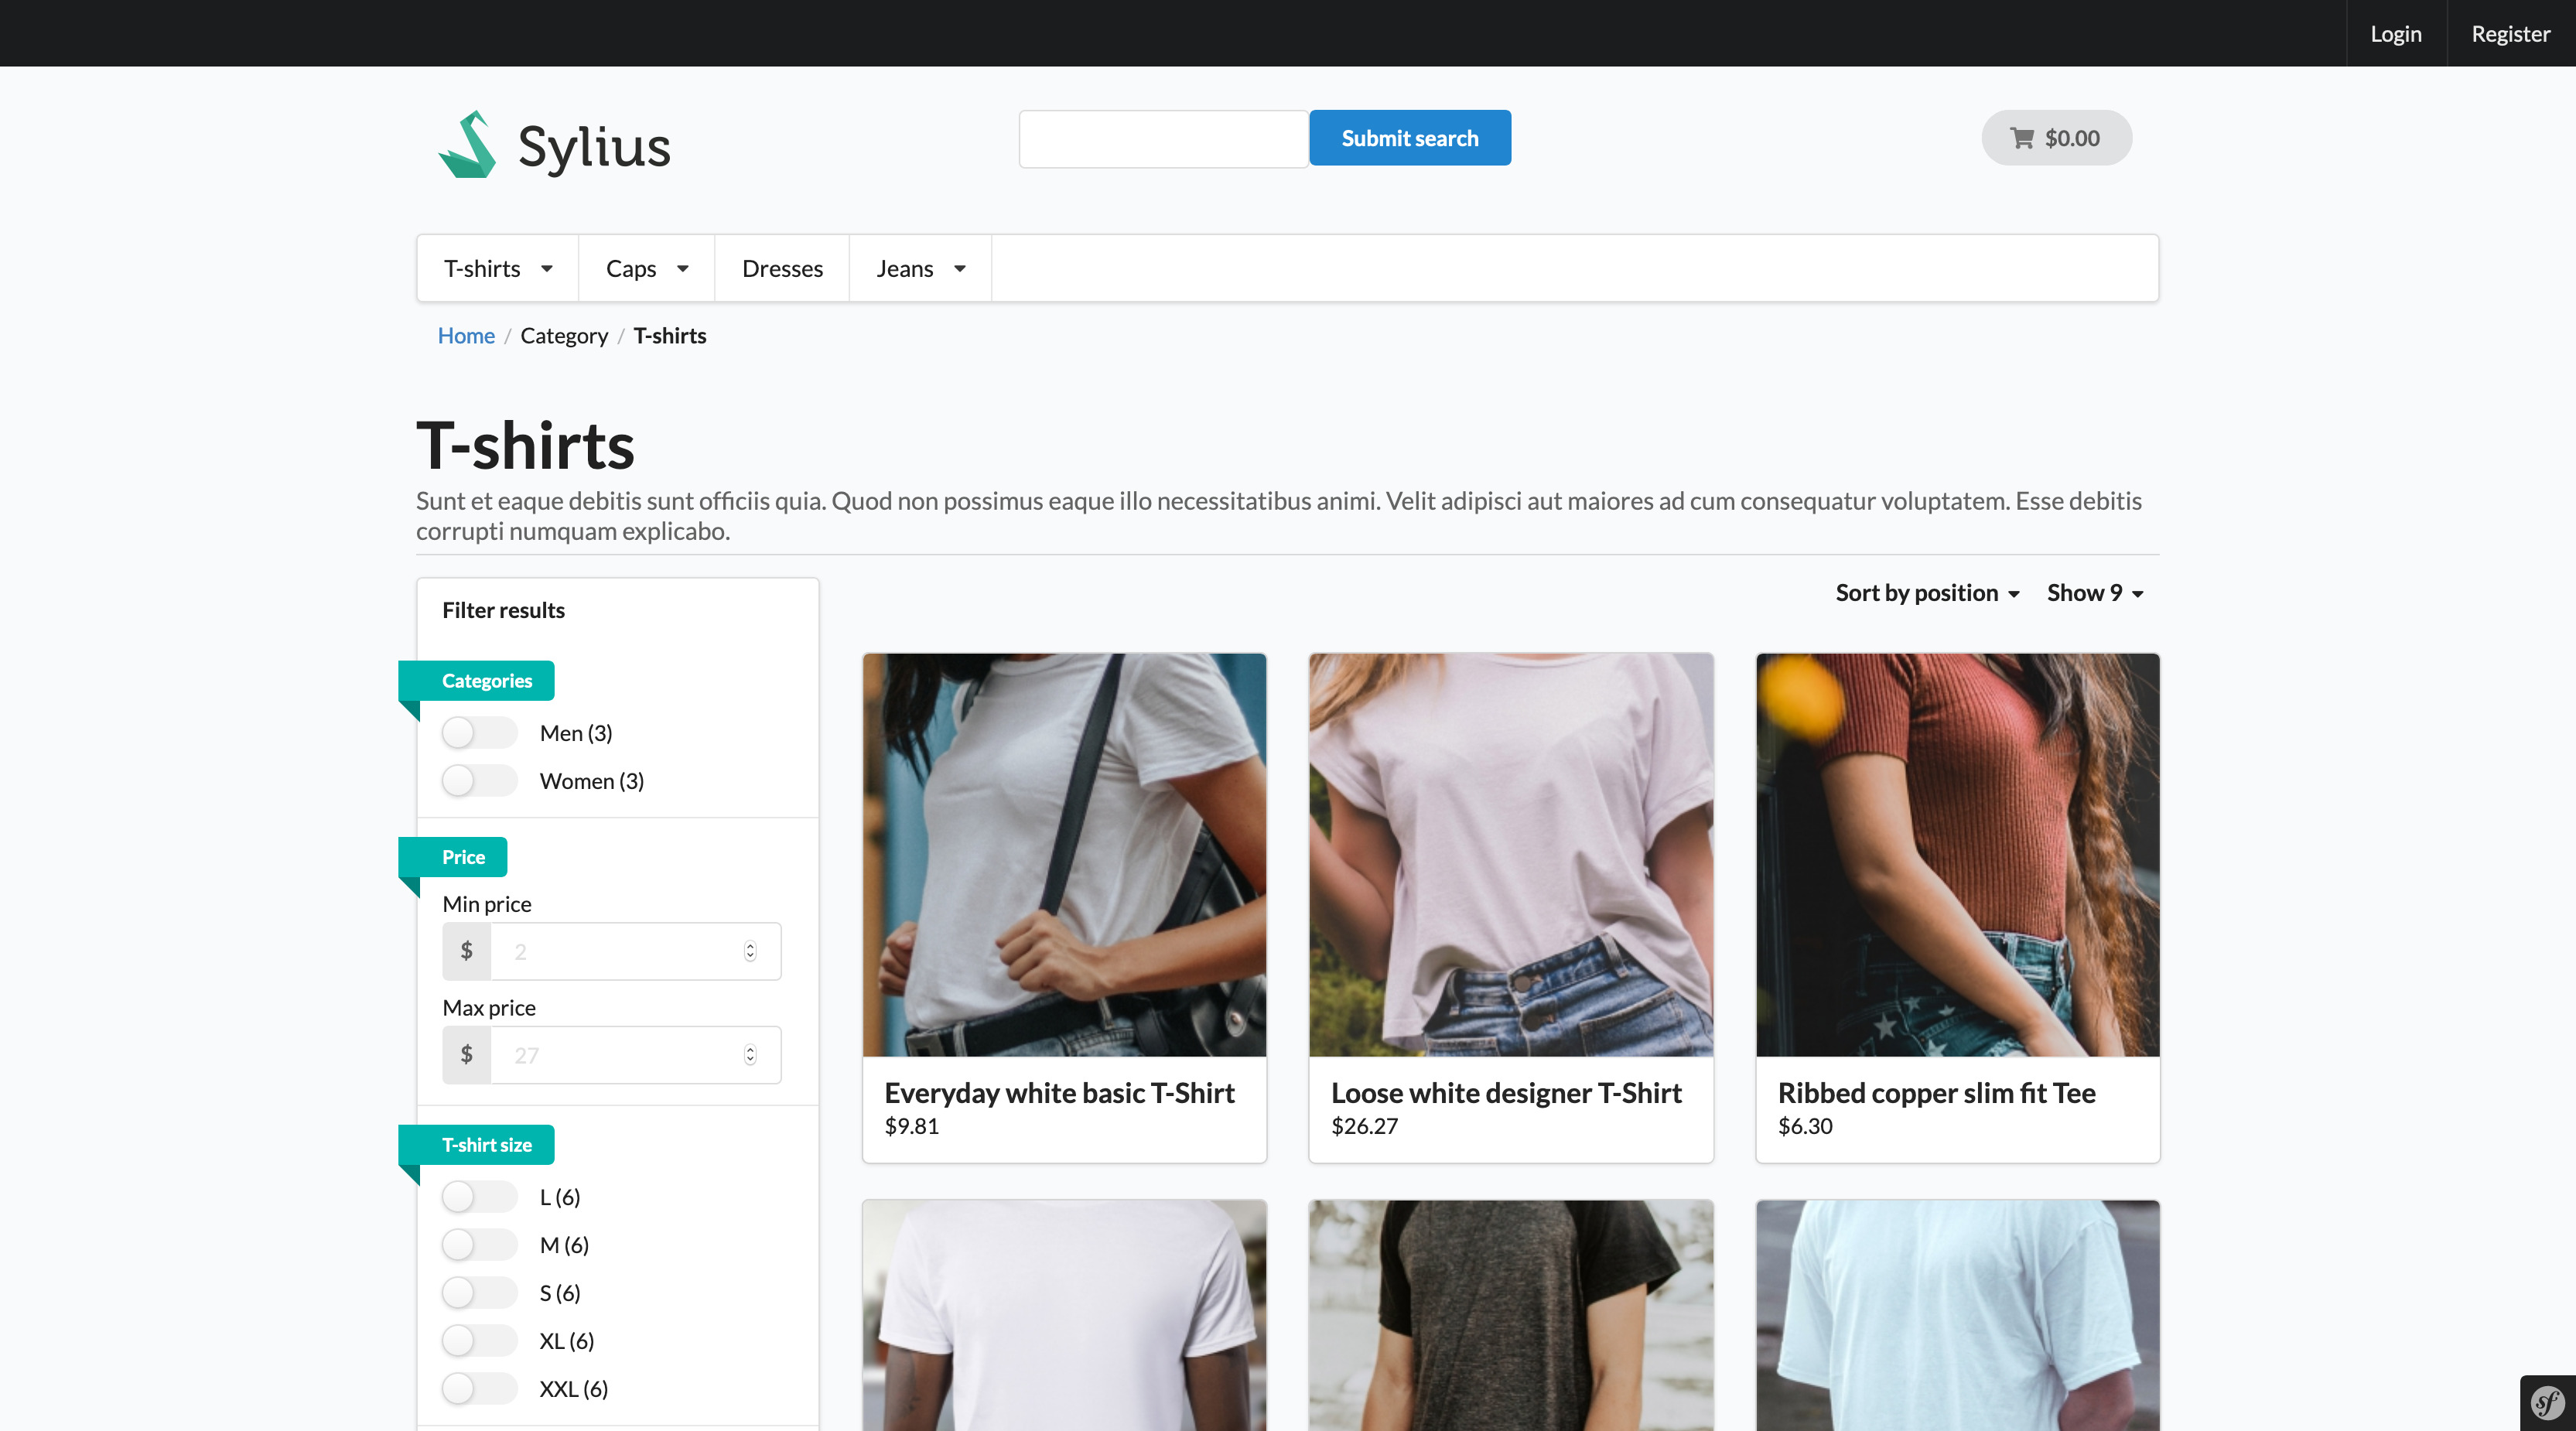 Login Register
Sylius
Submit search
$0.00
T-shirts Caps Dresses Jeans
Home / Category / T-shirts
T-shirts
Sunt et eaque debitis sunt officiis quia. Quod non possimus eaque illo necessitatibus animi. Velit adipisci aut maiores ad cum consequatur voluptatem. Esse debitis
corrupti numquam explicabo.
Filter results
Categories
Men (3)
Women (3)
Price
Min price
$ 2
Max price
$ 27
T-shirt size
L (6)
M (6)
S (6)
XL (6)
XXL (6)
Sort by position Show 9
Everyday white basic T-Shirt
$9.81
Loose white designer T-Shirt
$26.27
Ribbed copper slim fit Tee
$6.30
sf